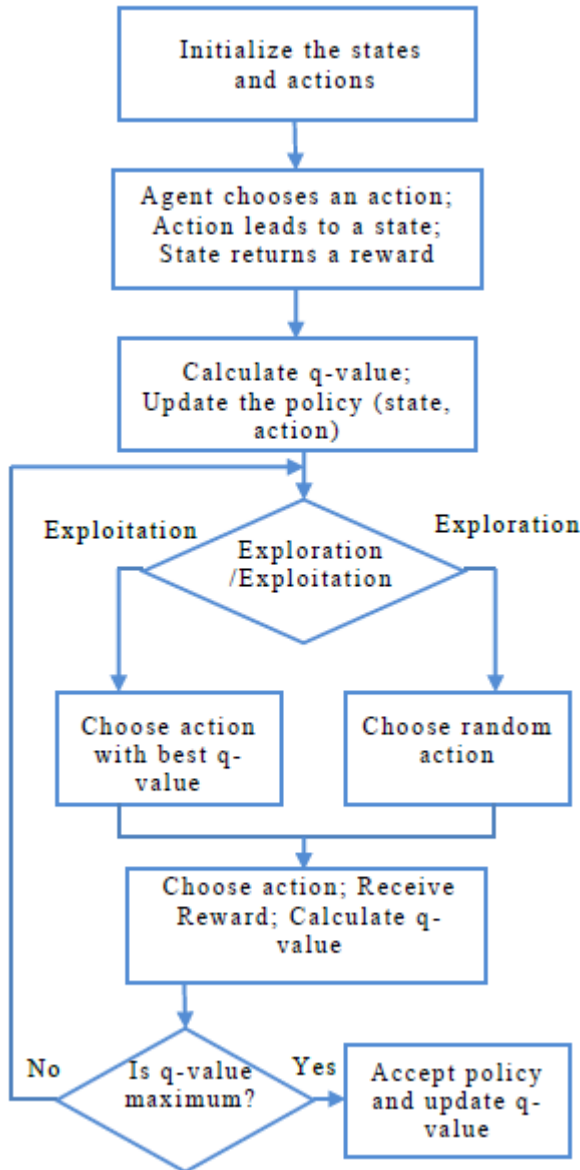 Initialize the states
and actions
Agent chooses an action;
Action leads to a state;
State returns a reward
Calculate q-value;
Update the policy (state,
action)
Exploitation
Exploration
Exploration
/Exploitation
Choose action
with best q-
value
Choose random
action
Choose action; Receive
Reward; Calculate q-
value
No
Is q-value
maximum?
Yes
Accept policy
and update q-
value